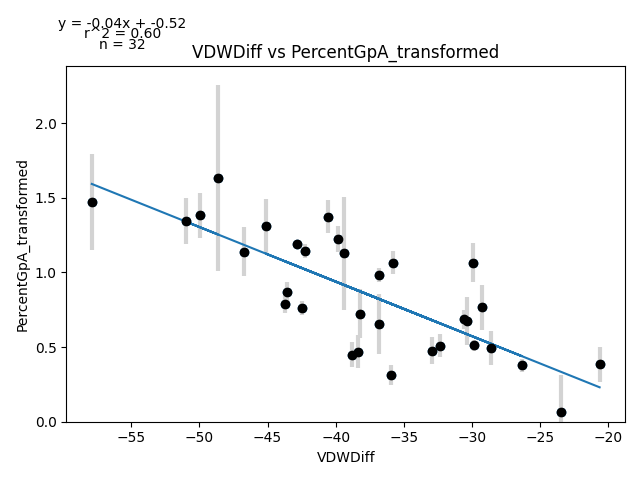 y = -0.04x + -0.52
r^2 = 0.60
n = 32
VDWDiff vs PercentGpA_transformed
PercentGpA_transformed
2.0
1.5
1.0
0.5
0.0
−55 −50 −45 −40 −35 −30 −25 −20
VDWDiff